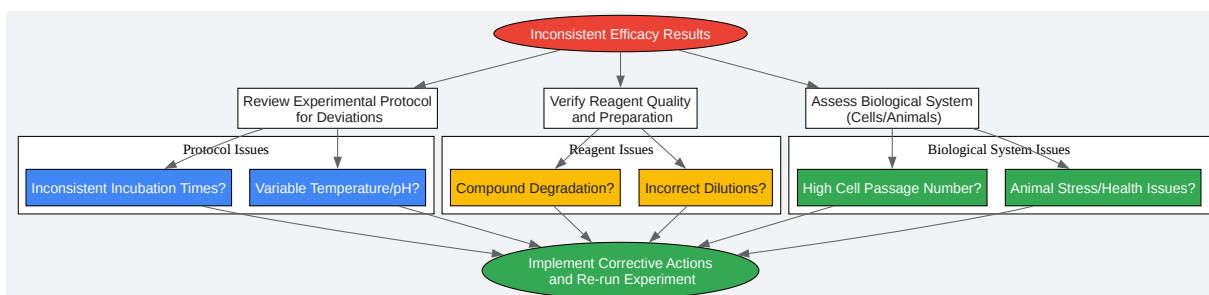 Inconsistent Efficacy Results
Review Experimental Protocol
for Deviations
Verify Reagent Quality
and Preparation
Assess Biological System
(Cells/Animals)
Protocol Issues
Reagent Issues
Biological System Issues
Inconsistent Incubation Times?
Variable Temperature/pH?
Compound Degradation?
Incorrect Dilutions?
High Cell Passage Number?
Animal Stress/Health Issues?
Implement Corrective Actions
and Re-run Experiment